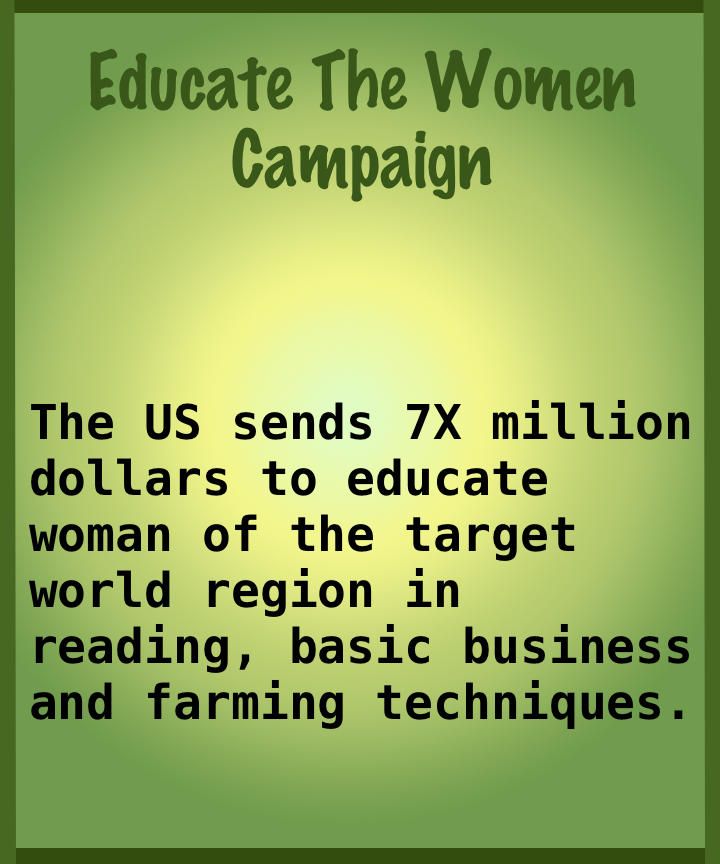 Educate The Women
Campaign
The US sends 7X million
dollars to educate
woman of the target
world region in
reading, basic business
and farming techniques.